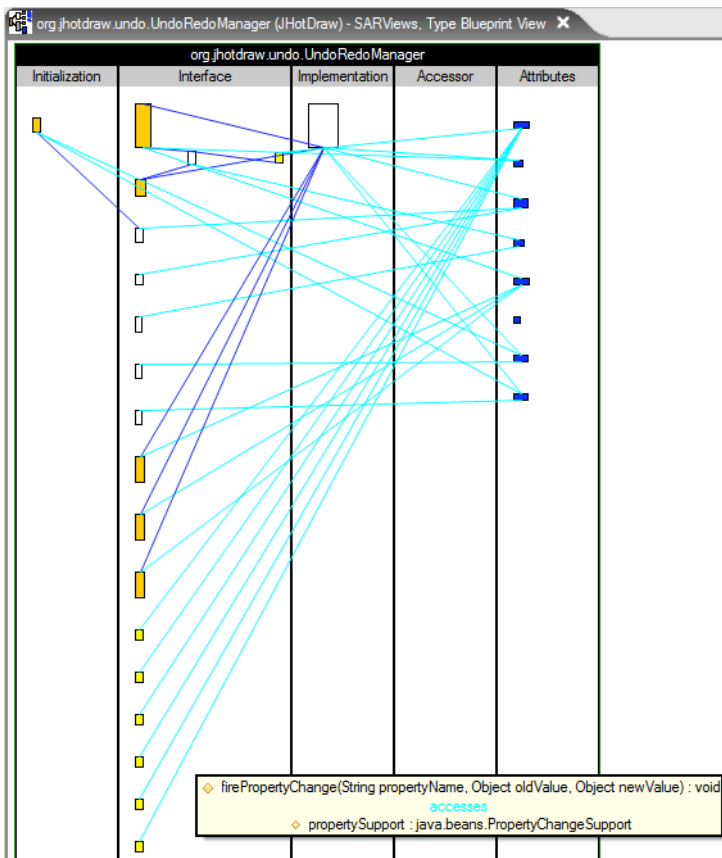 org.jhotdraw.undo.UndoRedoManager (JHotDraw) - SARViews, Type Blueprint View
org.jhotdraw.undo.UndoRedoManager
Initialization Interface Implementation Accessor Attributes
firePropertyChange(String propertyName, Object oldValue, Object newValue) : void
accesses
propertySupport : java.beans.PropertyChangeSupport